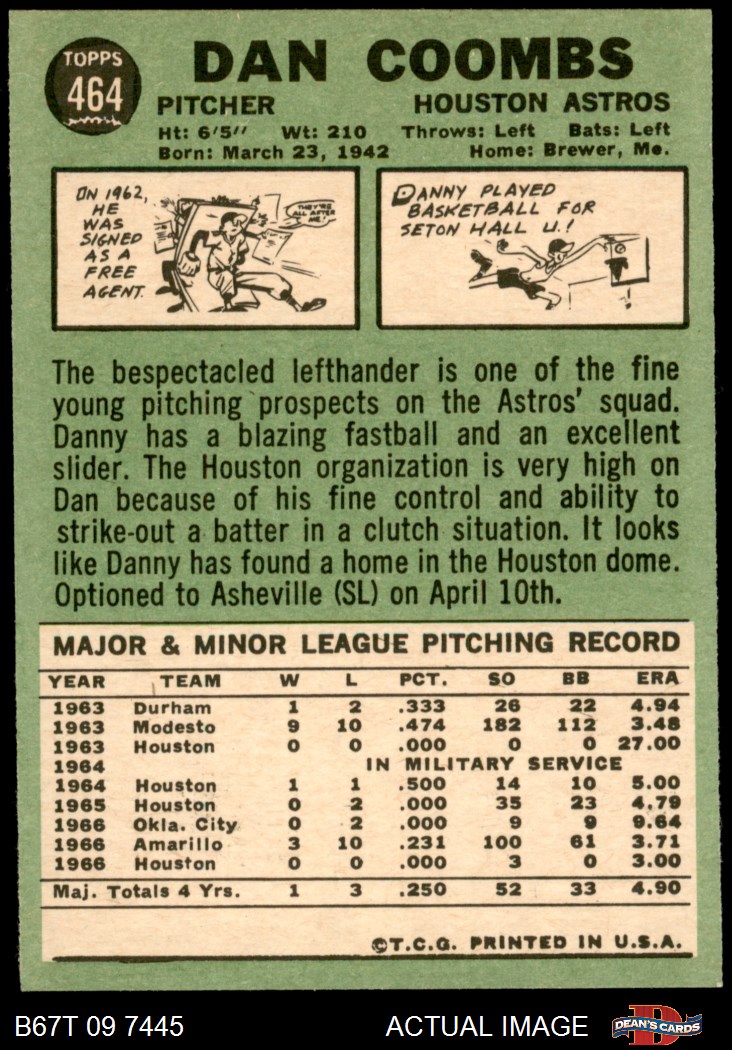 TOPPS
464
DAN COOMBS
PITCHER HOUSTON ASTROS
Ht: 6'5" Wt: 210 Throws: Left Bats: Left
Born: March 23, 1942 Home: Brewer, Me.
IN 1962,
HE
WAS
SIGNED
AS A
FREE
AGENT.
THEY'RE
ALL AFTER
ME!
DANNY PLAYED
BASKETBALL FOR
SETON HALL U.!
The bespectacled lefthander is one of the fine
young pitching prospects on the Astros' squad.
Danny has a blazing fastball and an excellent
slider. The Houston organization is very high on
Dan because of his fine control and ability to
strike-out a batter in a clutch situation. It looks
like Danny has found a home in the Houston dome.
Optioned to Asheville (SL) on April 10th.
MAJOR & MINOR LEAGUE PITCHING RECORD
YEAR TEAM W L PCT. SO BB ERA
1963 Durham 1 2 .333 26 22 4.94
1963 Modesto 9 10 .474 182 112 3.48
1963 Houston 0 0 .000 0 0 27.00
1964 IN MILITARY SERVICE
1964 Houston 1 1 .500 14 10 5.00
1965 Houston 0 2 .000 35 23 4.79
1966 Okla. City 0 2 .000 9 9 9.64
1966 Amarillo 3 10 .231 100 61 3.71
1966 Houston 0 0 .000 3 0 3.00
Maj. Totals 4 Yrs. 1 3 .250 52 33 4.90
©T.C.G. PRINTED IN U.S.A.
B67T 09 7445 ACTUAL IMAGE DEAN'S CARDS